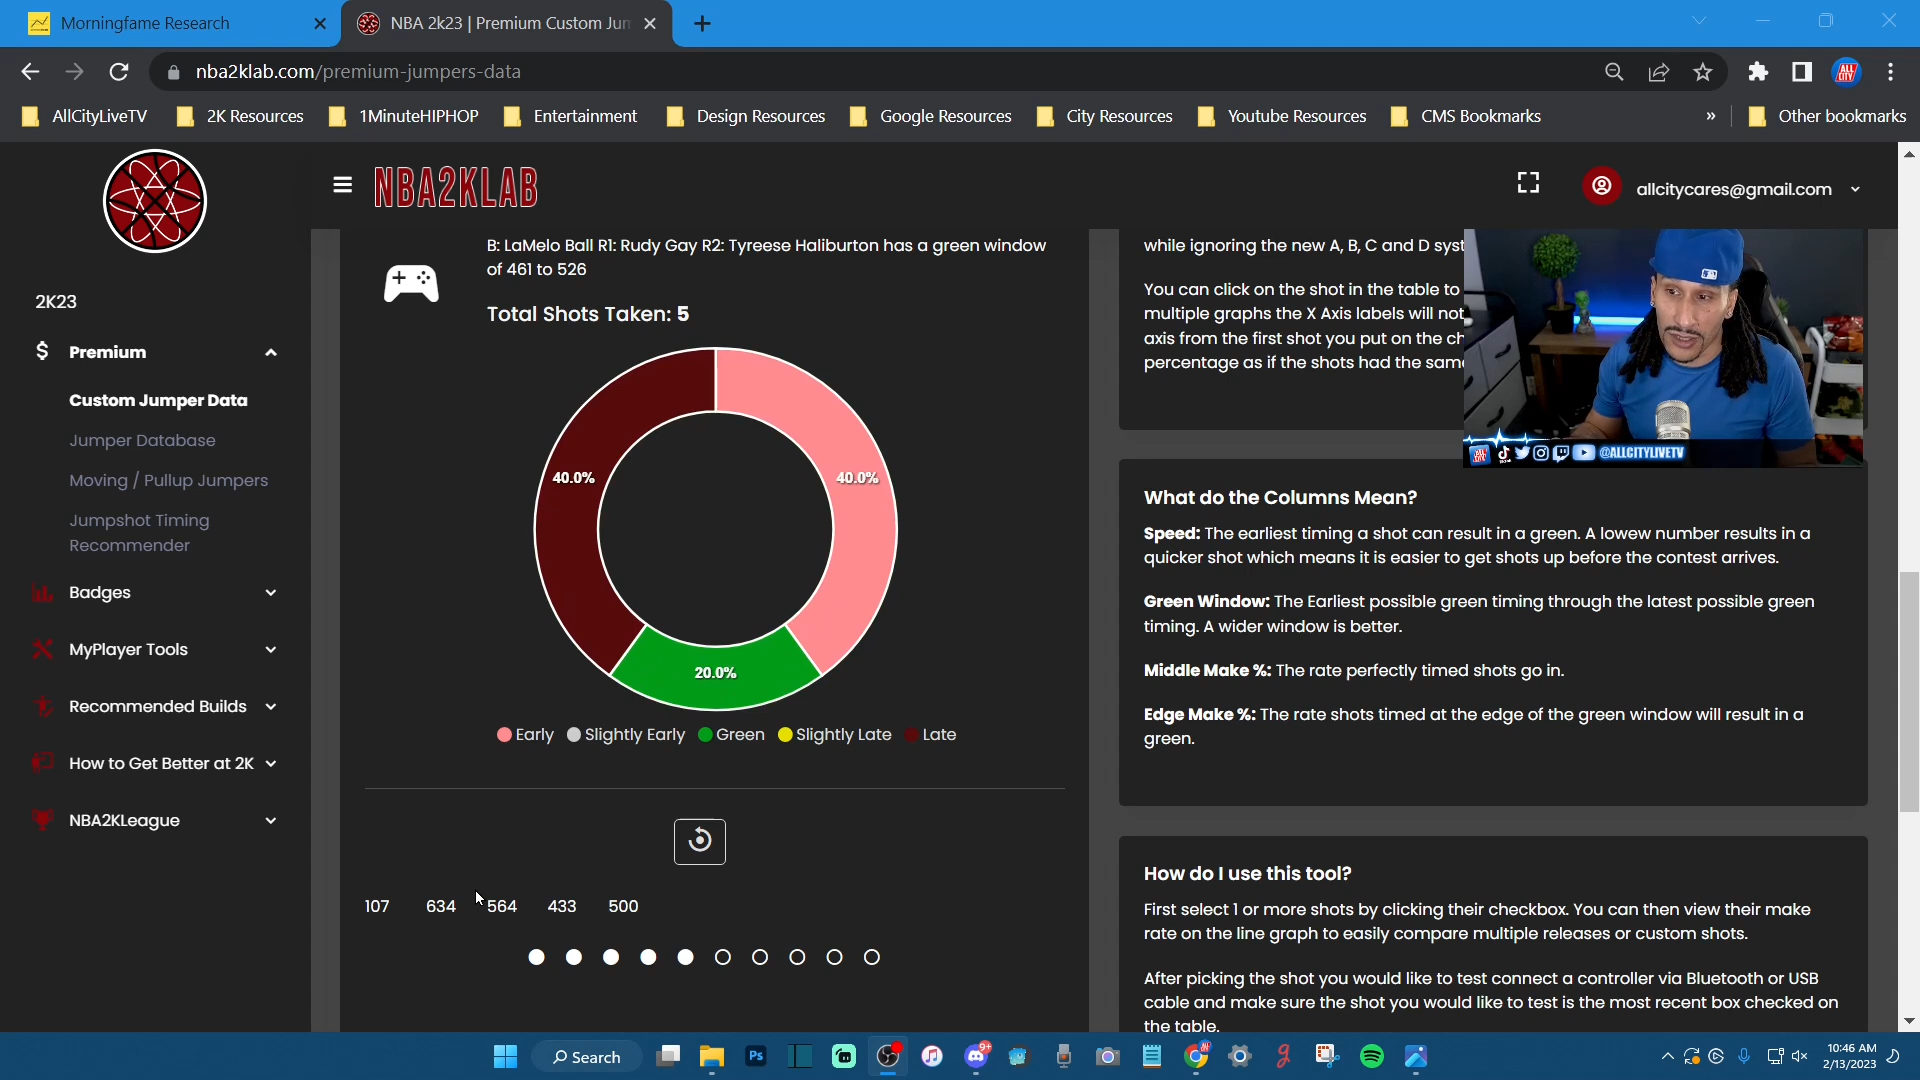 Morningfame Research
NBA 2k23 | Premium Custom Jum
nba2klab.com/premium-jumpers-data
AllCityLiveTV
2K Resources
1MinuteHIPHOP
Entertainment
Design Resources
Google Resources
City Resources
Youtube Resources
CMS Bookmarks
»
Other bookmarks
NBA2KLAB
allcitycares@gmail.com
2K23
Premium
Custom Jumper Data
Jumper Database
Moving / Pullup Jumpers
Jumpshot Timing
Recommender
Badges
MyPlayer Tools
Recommended Builds
How to Get Better at 2K
NBA2KLeague
B: LaMelo Ball R1: Rudy Gay R2: Tyreese Haliburton has a green window
of 461 to 526
Total Shots Taken: 5
40.0%
40.0%
20.0%
Early
Slightly Early
Green
Slightly Late
Late
107 634 564 433 500
while ignoring the new A, B, C and D syst
You can click on the shot in the table to
multiple graphs the X Axis labels will not
axis from the first shot you put on the ch
percentage as if the shots had the same
@ALLCITYLIVETV
What do the Columns Mean?
Speed: The earliest timing a shot can result in a green. A lowew number results in a
quicker shot which means it is easier to get shots up before the contest arrives.
Green Window: The Earliest possible green timing through the latest possible green
timing. A wider window is better.
Middle Make %: The rate perfectly timed shots go in.
Edge Make %: The rate shots timed at the edge of the green window will result in a
green.
How do I use this tool?
First select 1 or more shots by clicking their checkbox. You can then view their make
rate on the line graph to easily compare multiple releases or custom shots.
After picking the shot you would like to test connect a controller via Bluetooth or USB
cable and make sure the shot you would like to test is the most recent box checked on
the table.
Search
Ps
9+
10:46 AM
2/13/2023